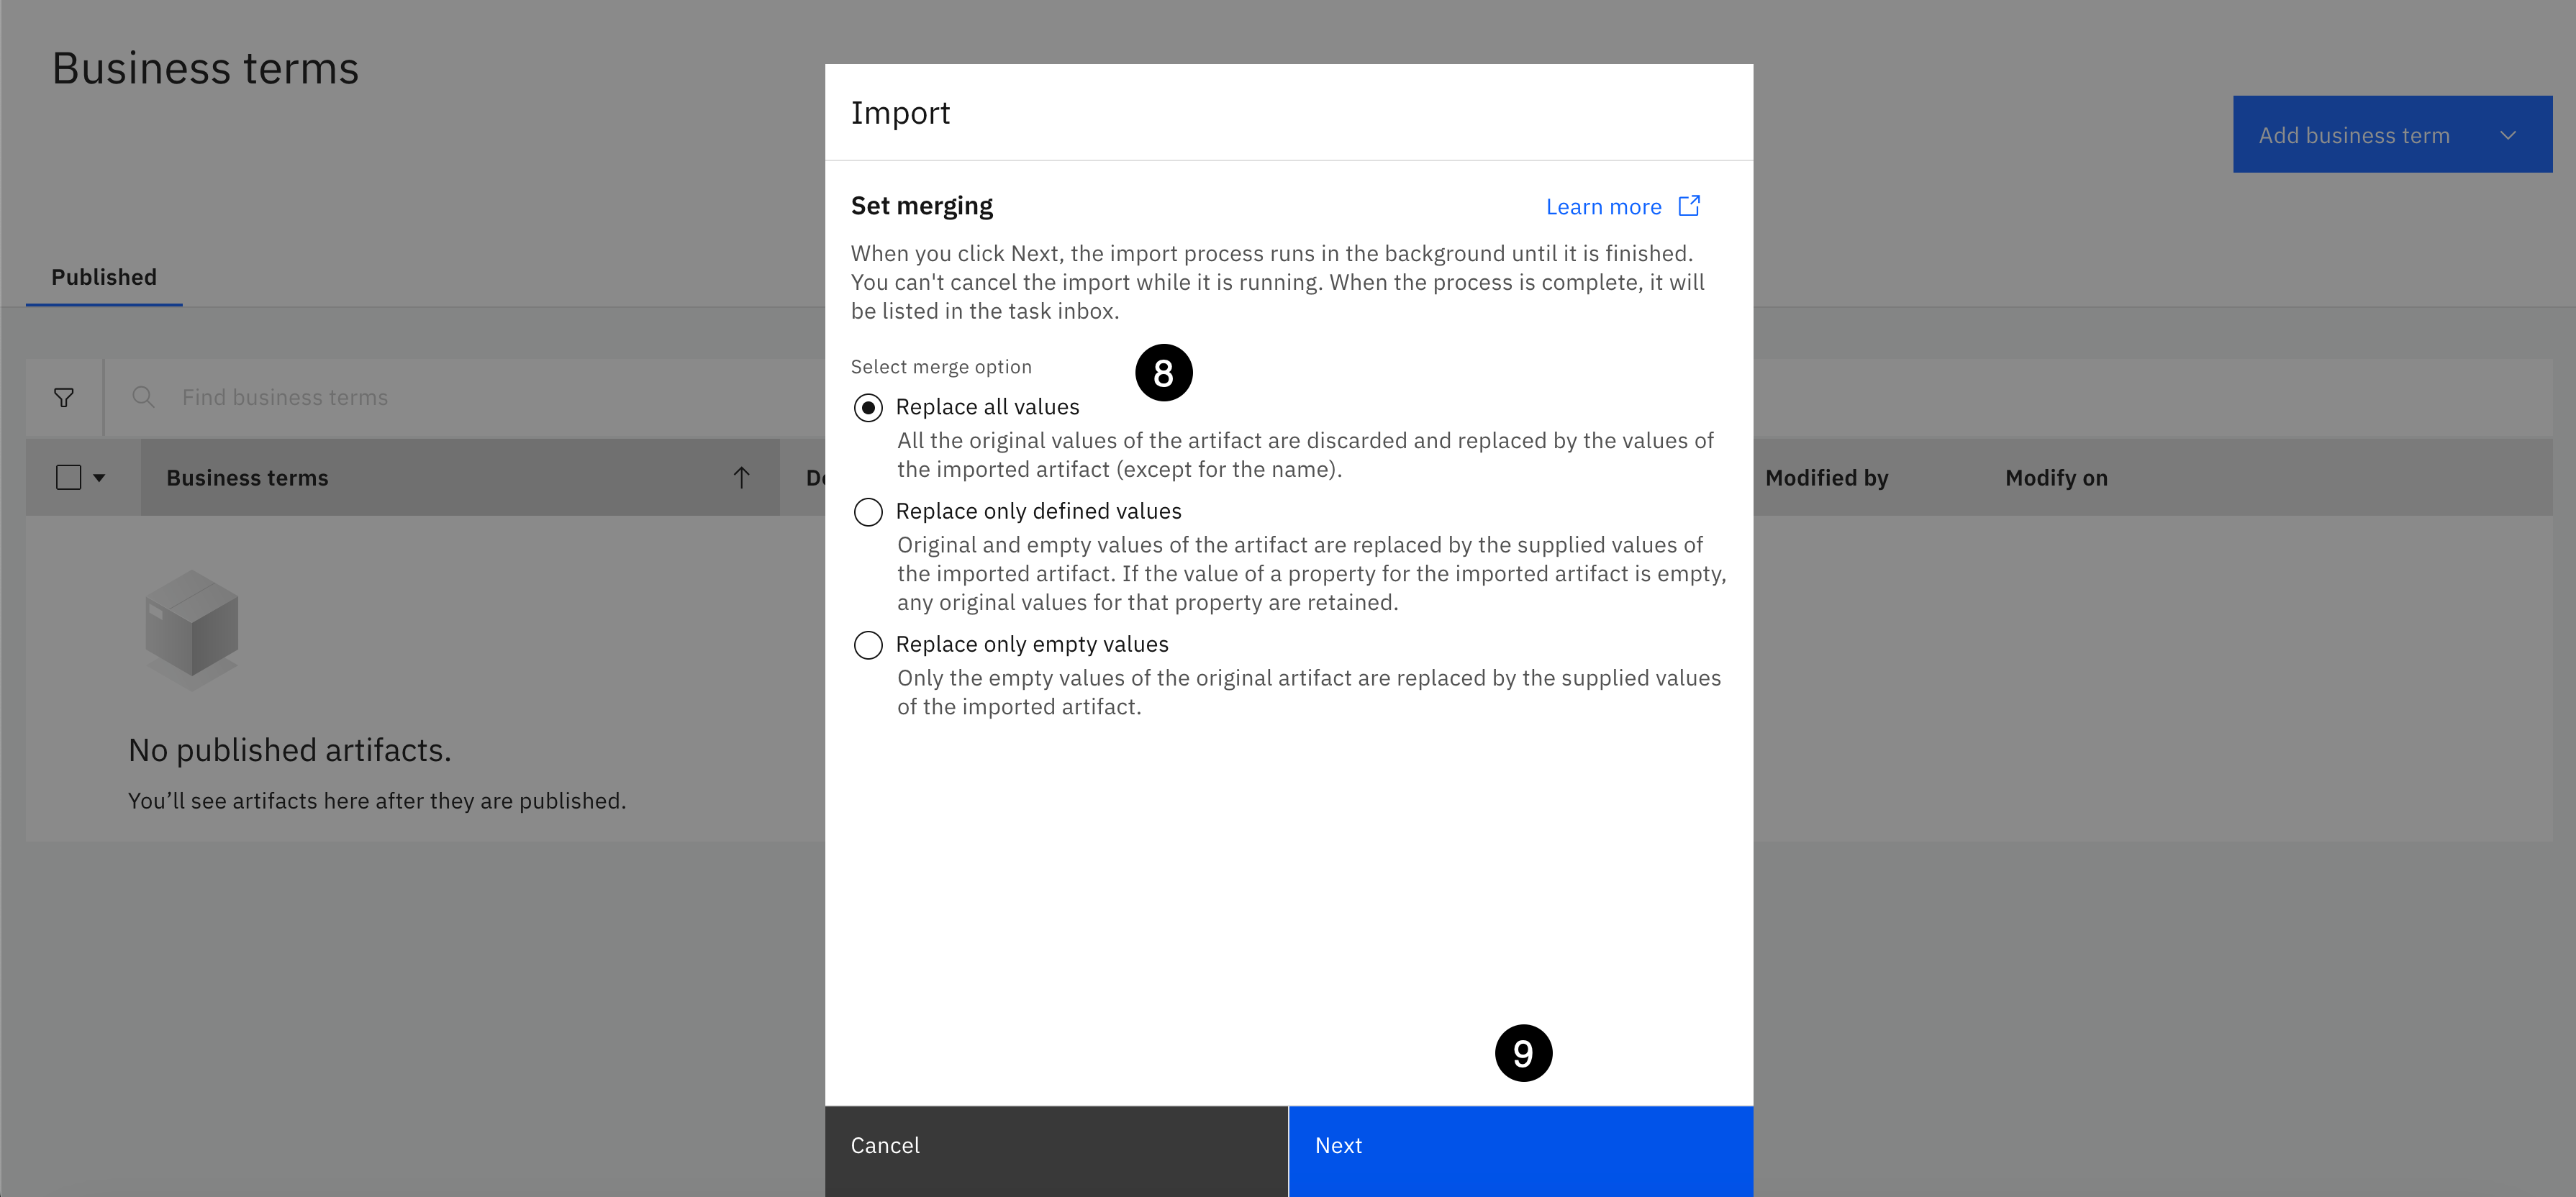 Business terms
Add business term
Published
Find business terms
Business terms
Modified by
Modify on
No published artifacts.
You’ll see artifacts here after they are published.
Import
Set merging
Learn more
When you click Next, the import process runs in the background until it is finished.
You can't cancel the import while it is running. When the process is complete, it will
be listed in the task inbox.
Select merge option
8
Replace all values
All the original values of the artifact are discarded and replaced by the values of
the imported artifact (except for the name).
Replace only defined values
Original and empty values of the artifact are replaced by the supplied values of
the imported artifact. If the value of a property for the imported artifact is empty,
any original values for that property are retained.
Replace only empty values
Only the empty values of the original artifact are replaced by the supplied values
of the imported artifact.
9
Cancel
Next